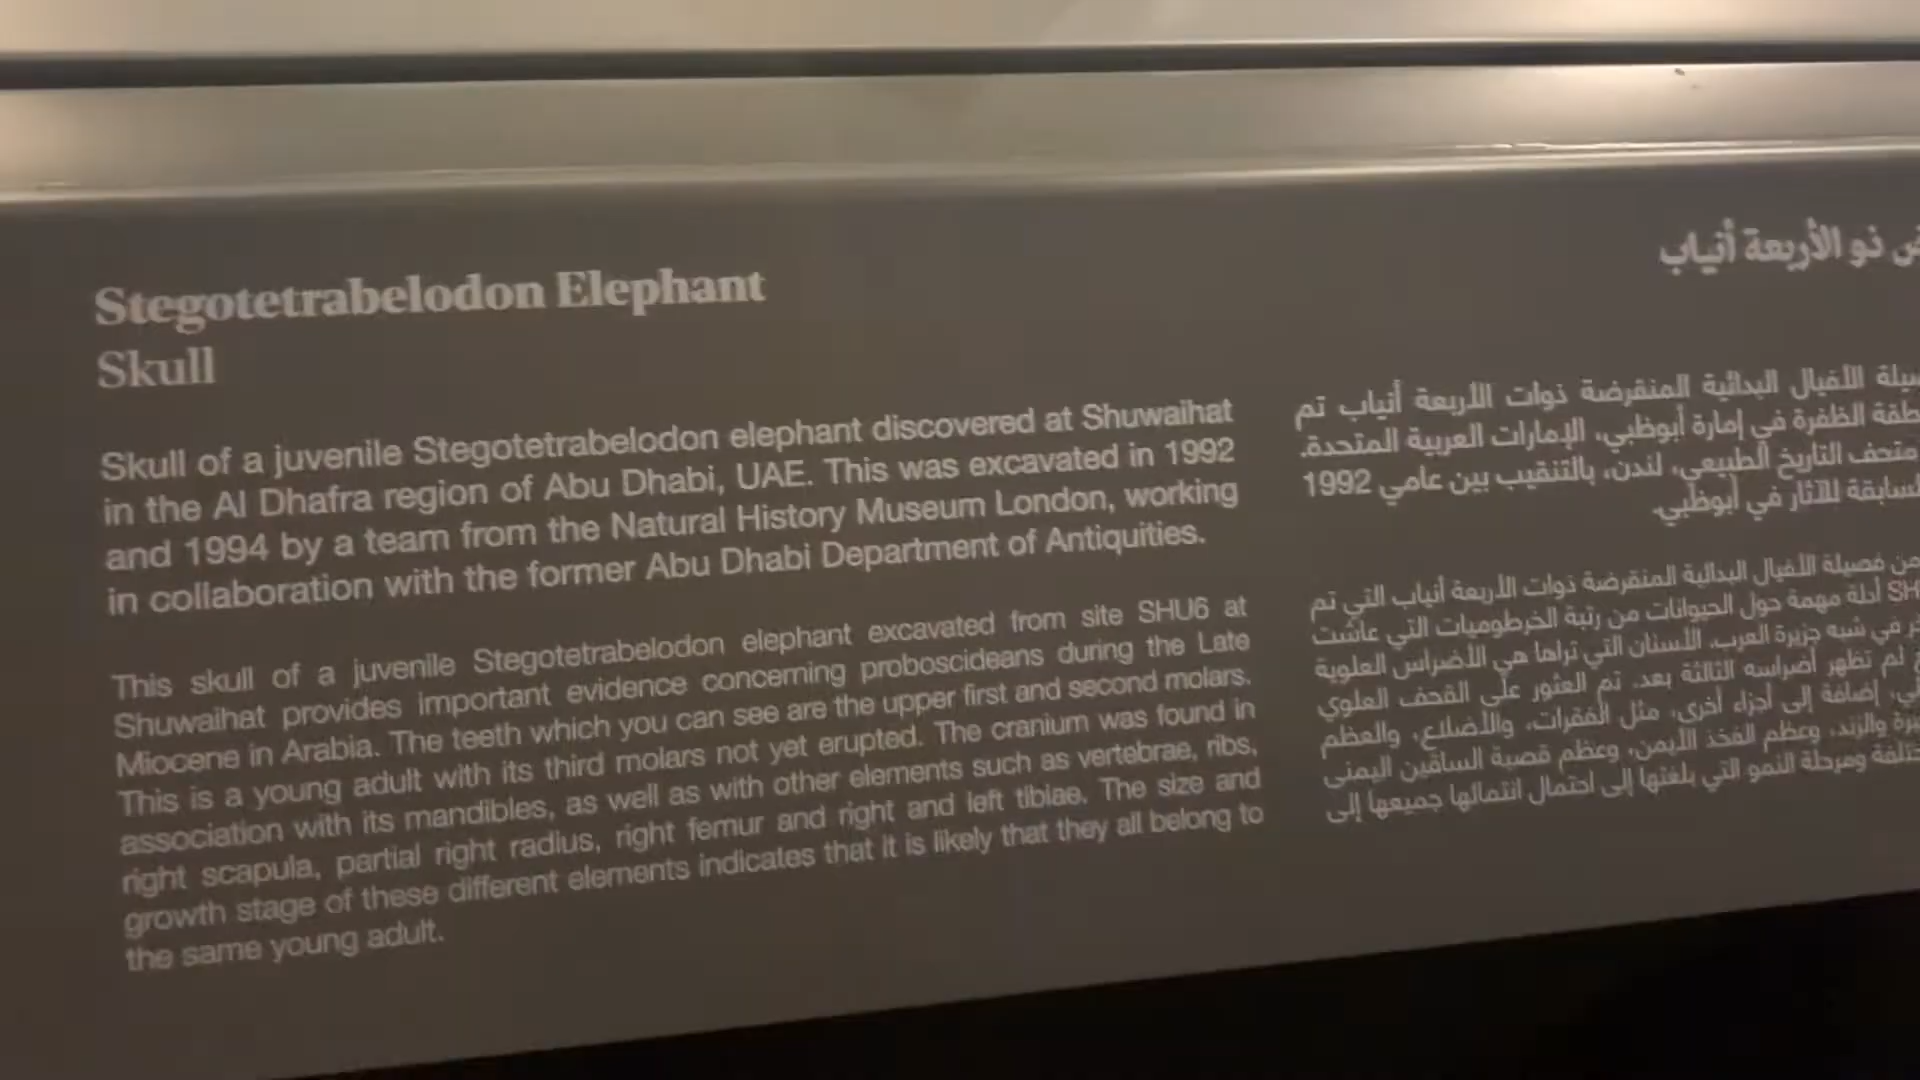 Stegotetrabelodon Elephant
Skull
Skull of a juvenile Stegotetrabelodon elephant discovered at Shuwaihat
in the Al Dhafra region of Abu Dhabi, UAE. This was excavated in 1992
and 1994 by a team from the Natural History Museum London, working
in collaboration with the former Abu Dhabi Department of Antiquities.
This skull of a juvenile Stegotetrabelodon elephant excavated from site SHU6 at
Shuwaihat provides important evidence concerning proboscideans during the Late
Miocene in Arabia. The teeth which you can see are the upper first and second molars.
This is a young adult with its third molars not yet erupted. The cranium was found in
association with its mandibles, as well as with other elements such as vertebrae, ribs,
right scapula, partial right radius, right femur and right and left tibiae. The size and
growth stage of these different elements indicates that it is likely that they all belong to
the same young adult.
ذو الأربعة أنياب
الأفيال البدائية المنقرضة ذوات الأربعة أنياب تم
الظفرة في إمارة أبوظبي، الإمارات العربية المتحدة.
متحف التاريخ الطبيعي، لندن، بالتنقيب بين عامي 1992
السابقة للآثار في أبوظبي.
من فصيلة الأفيال البدائية المنقرضة ذوات الأربعة أنياب التي تم
أدلة مهمة حول الحيوانات من رتبة الخرطوميات التي عاشت
في شبه جزيرة العرب. الأسنان التي نراها هي الأضراس العلوية
لم تظهر أضراسه الثالثة بعد. تم العثور على القحف العلوي
إضافة إلى أجزاء أخرى، مثل الفقرات، والأضلاع، والعظم
والزند، وعظم الفخذ الأيمن، وعظم قصبة الساقين اليمنى
ومرحلة النمو التي بلغتها إلى احتمال انتمائها جميعها إلى